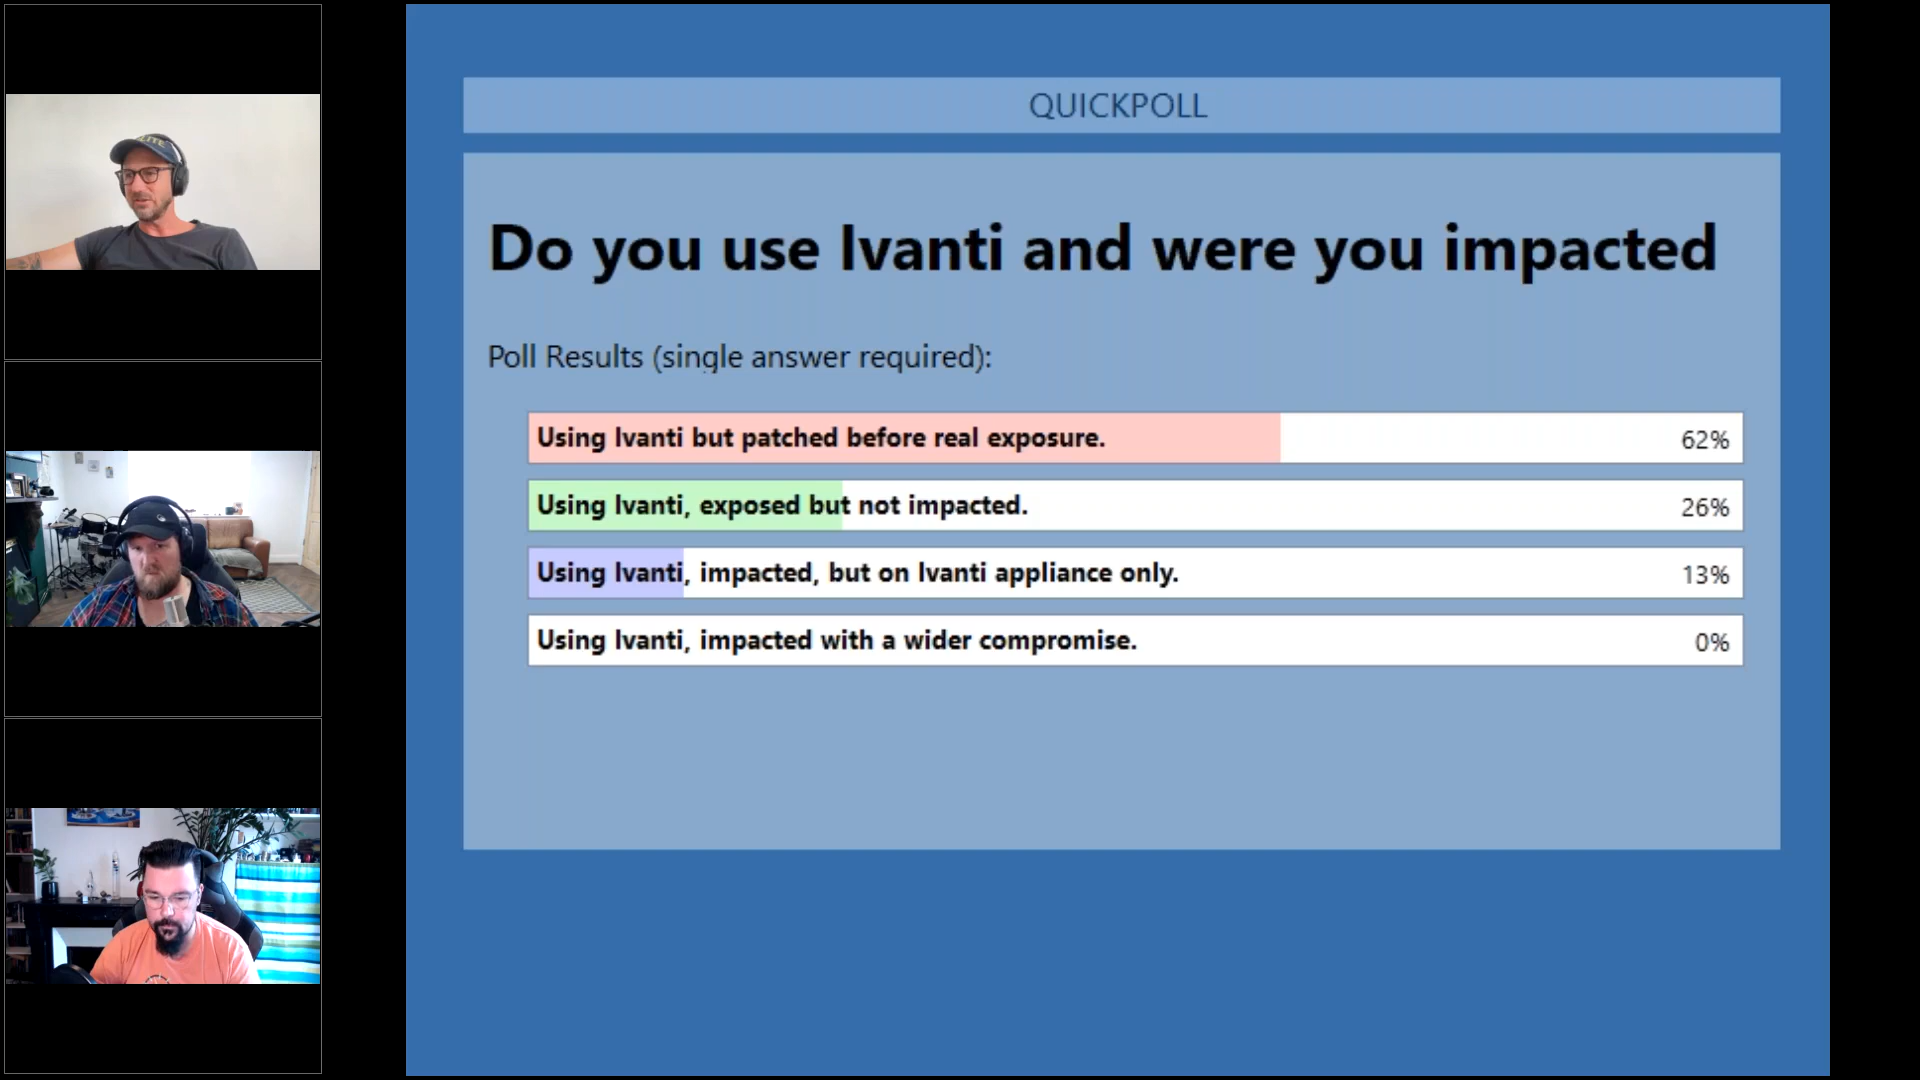 QUICKPOLL
Do you use Ivanti and were you impacted
Poll Results (single answer required):
Using Ivanti but patched before real exposure. 62%
Using Ivanti, exposed but not impacted. 26%
Using Ivanti, impacted, but on Ivanti appliance only. 13%
Using Ivanti, impacted with a wider compromise. 0%